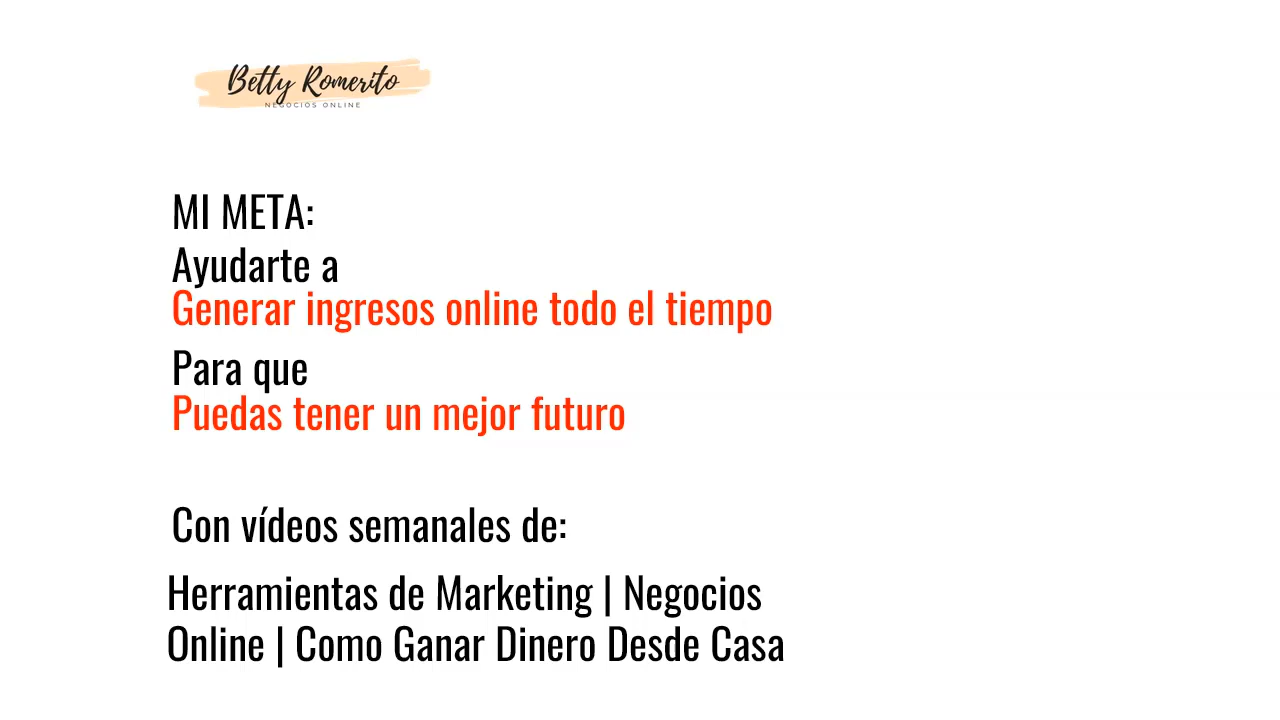 Betty Romerito
NEGOCIOS ONLINE
MI META:
Ayudarte a
Generar ingresos online todo el tiempo
Para que
Puedas tener un mejor futuro
Con vídeos semanales de:
Herramientas de Marketing | Negocios
Online | Como Ganar Dinero Desde Casa